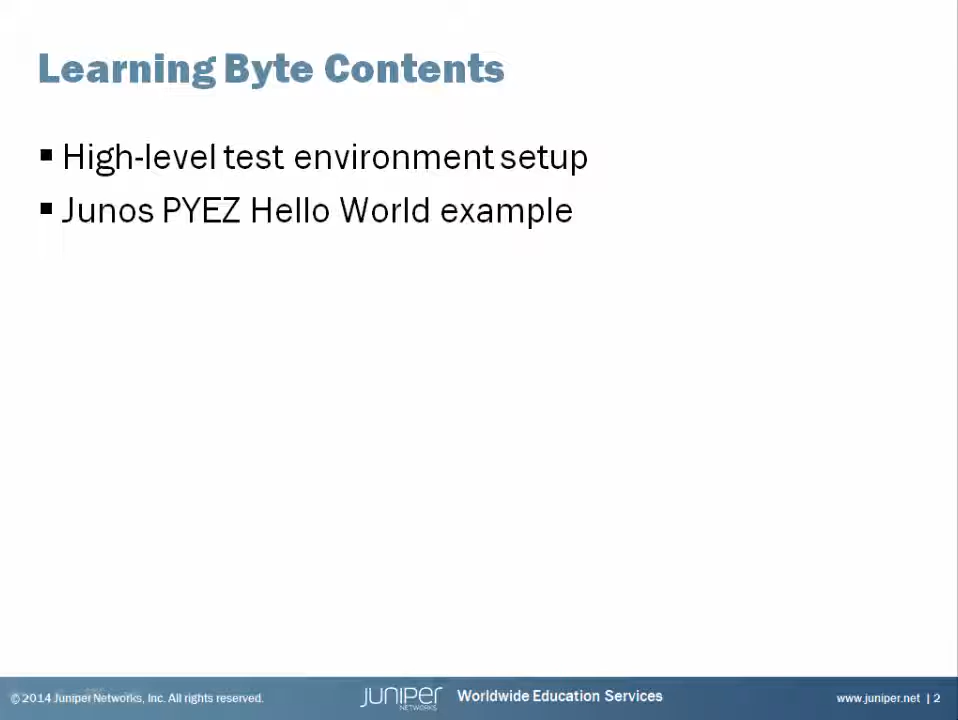 Learning Byte Contents
▪ High-level test environment setup
▪ Junos PYEZ Hello World example
© 2014 Juniper Networks, Inc. All rights reserved.
JUNIPER NETWORKS
Worldwide Education Services
www.juniper.net | 2